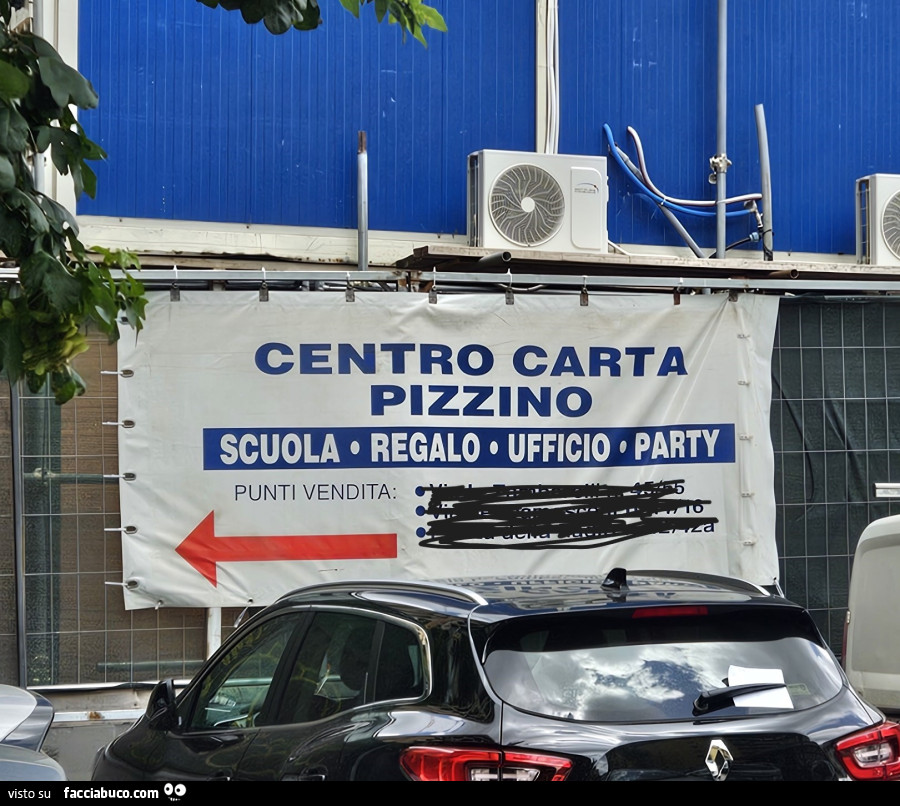 CENTRO CARTA
PIZZINO
SCUOLA • REGALO • UFFICIO • PARTY
PUNTI VENDITA:
visto su facciabuco.com